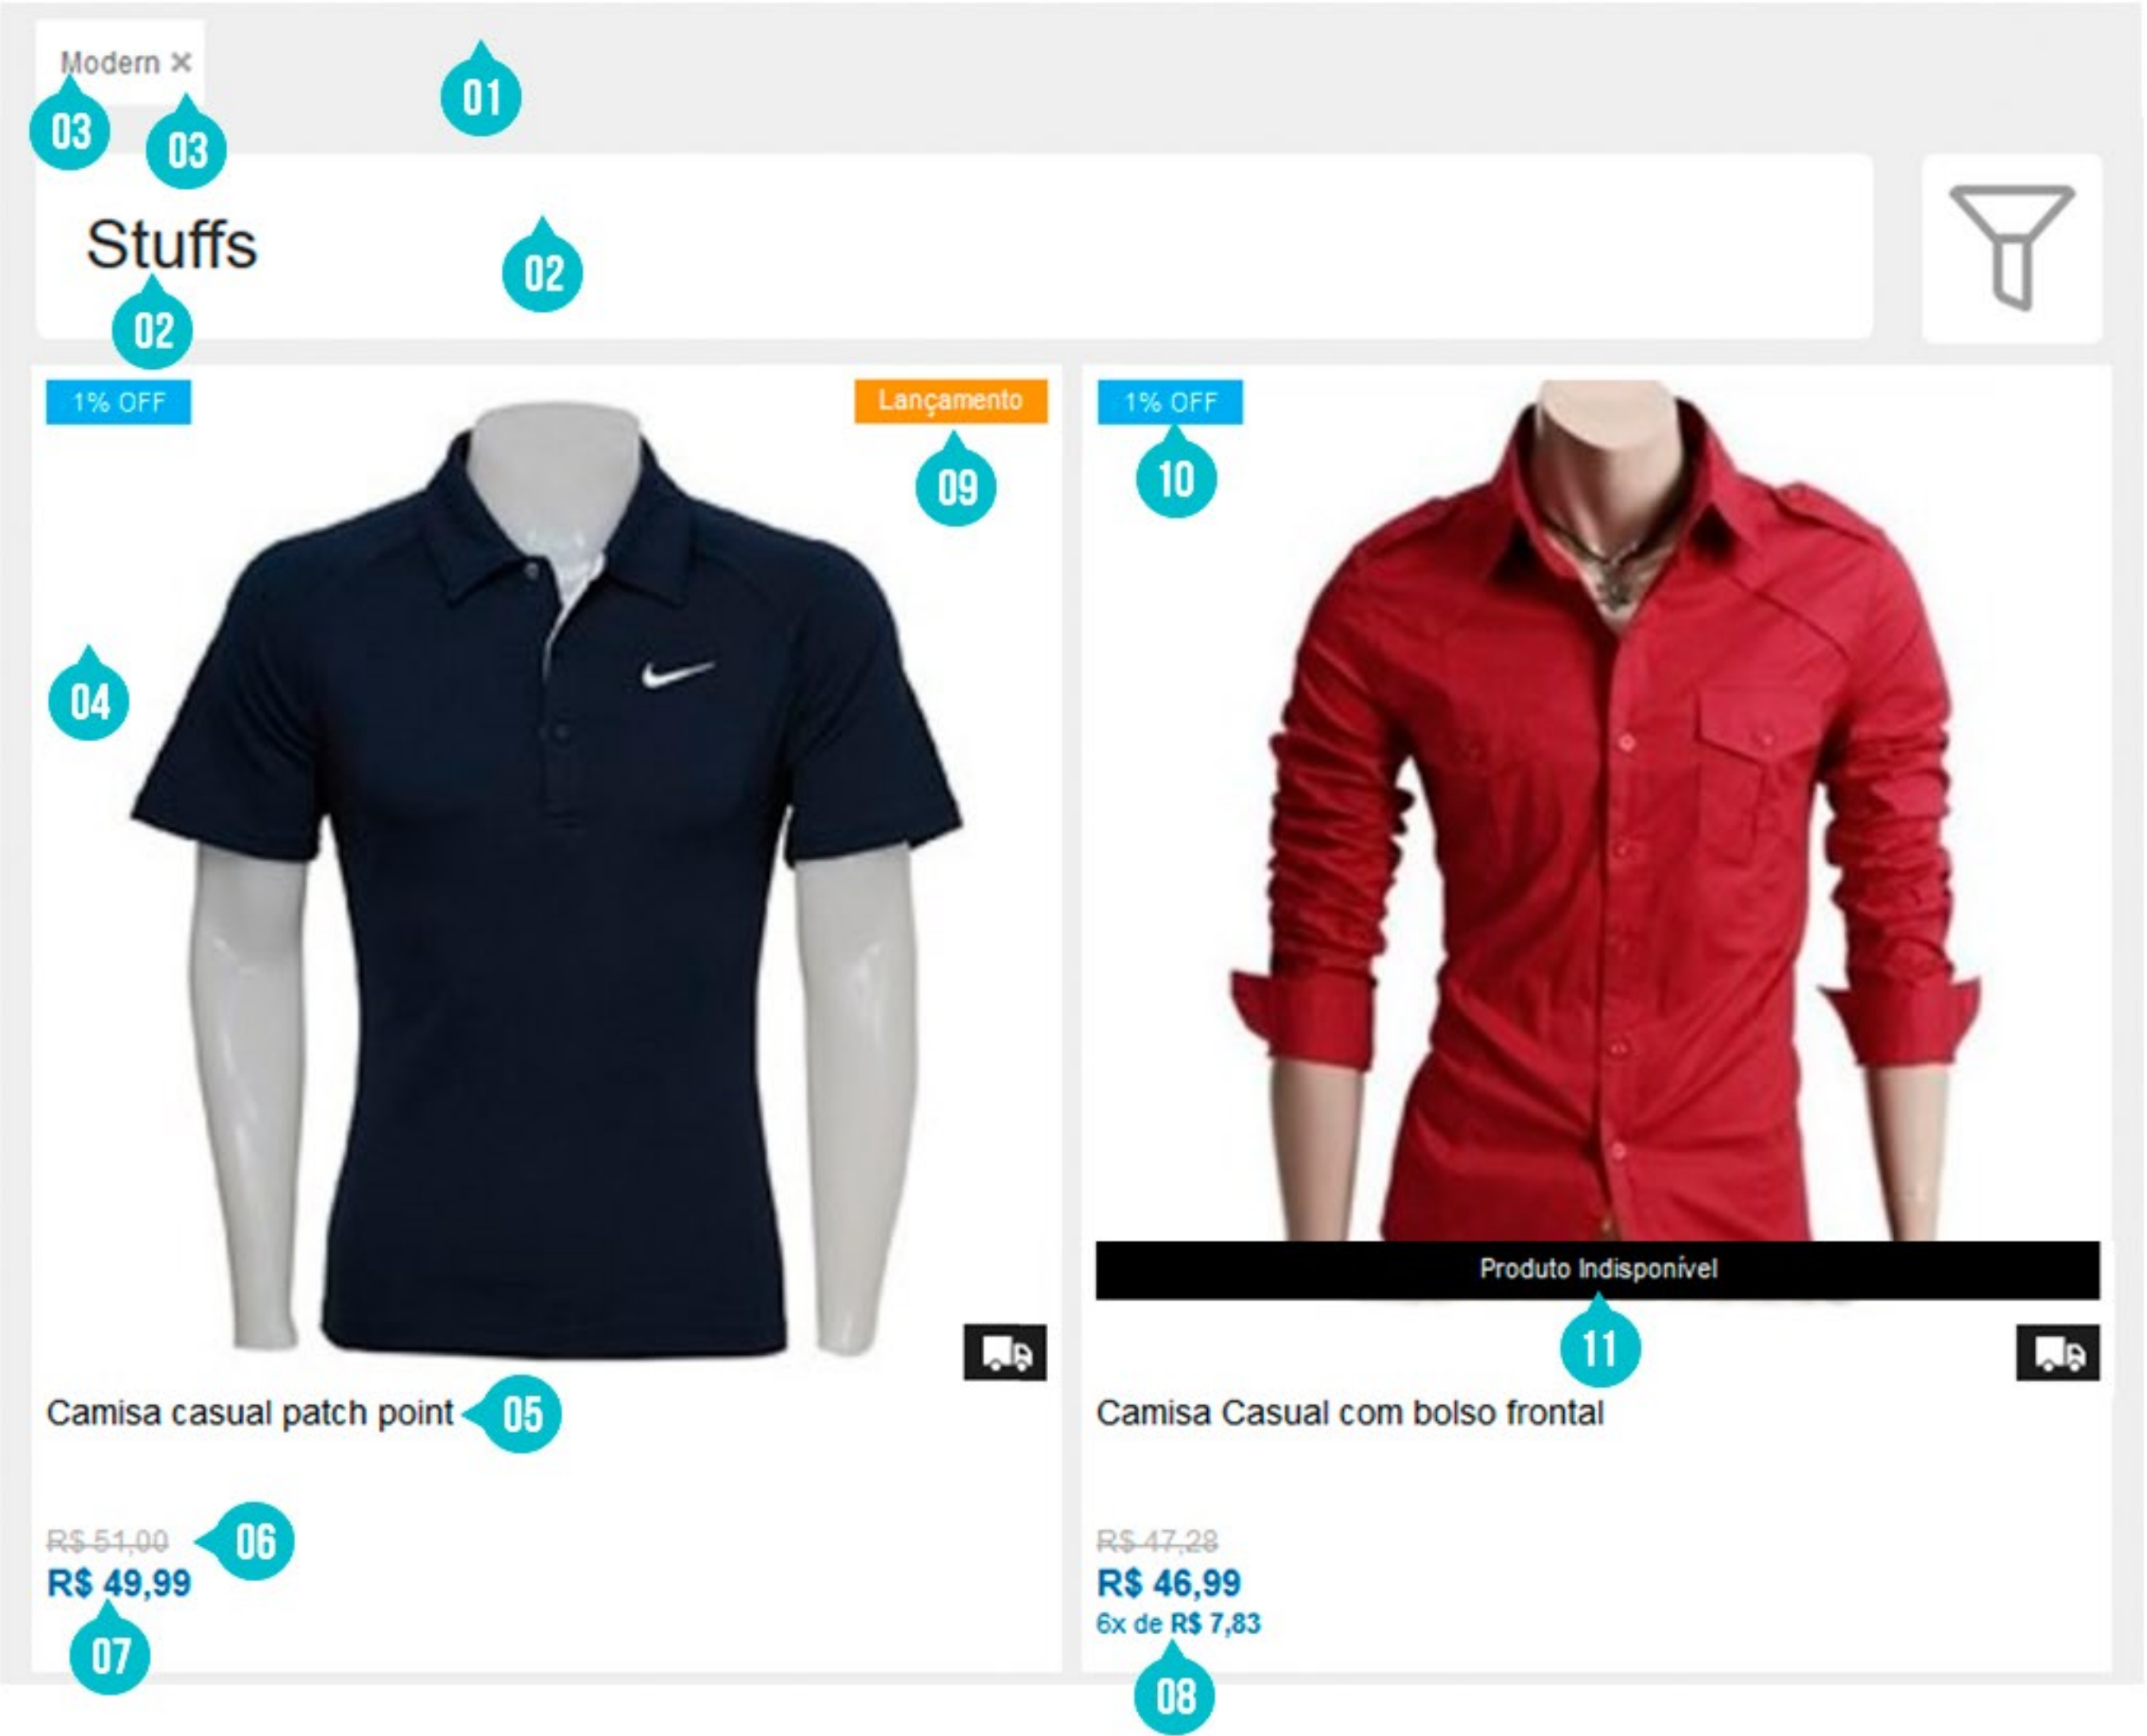 Modern ×
01
03
03
Stuffs
02
02
1% OFF
Lançamento
09
04
Camisa casual patch point
05
R$ 51,00
06
R$ 49,99
07
1% OFF
10
Produto Indisponível
11
Camisa Casual com bolso frontal
R$ 47,28
R$ 46,99
6x de R$ 7,83
08